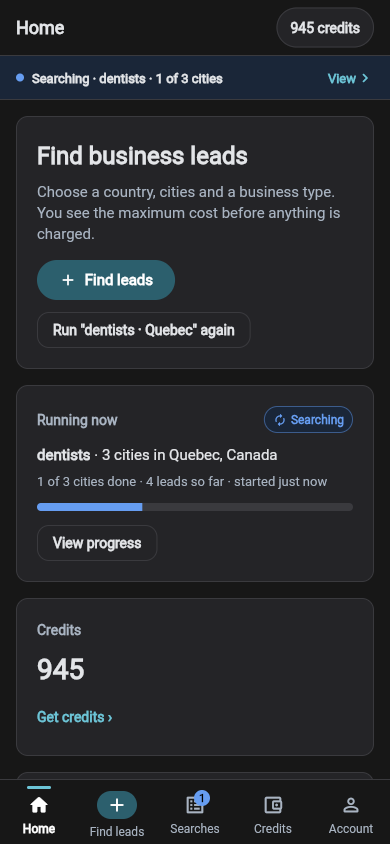 Home
945 credits
Searching · dentists · 1 of 3 cities
View ›
Find business leads
Choose a country, cities and a business type.
You see the maximum cost before anything is
charged.
+ Find leads
Run "dentists · Quebec" again
Running now
Searching
dentists · 3 cities in Quebec, Canada
1 of 3 cities done · 4 leads so far · started just now
View progress
Credits
945
Get credits ›
1
Home
Find leads
Searches
Credits
Account